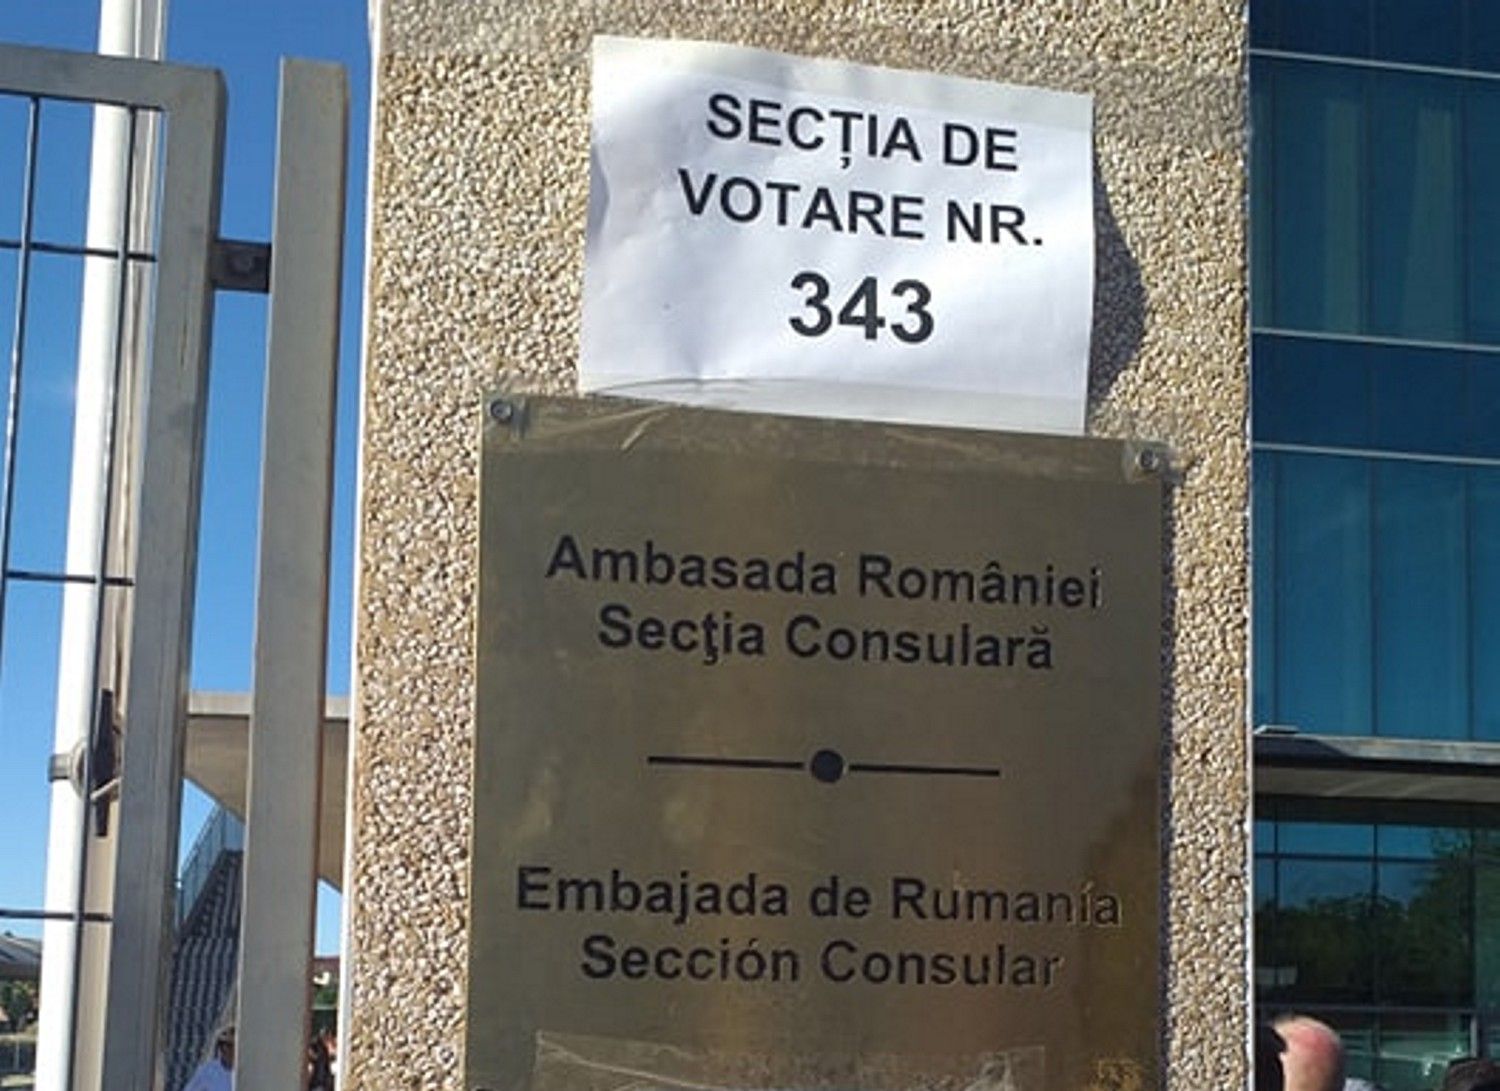 SECȚIA DE
VOTARE NR.
343
Ambasada României
Secţia Consulară
Embajada de Rumanía
Sección Consular